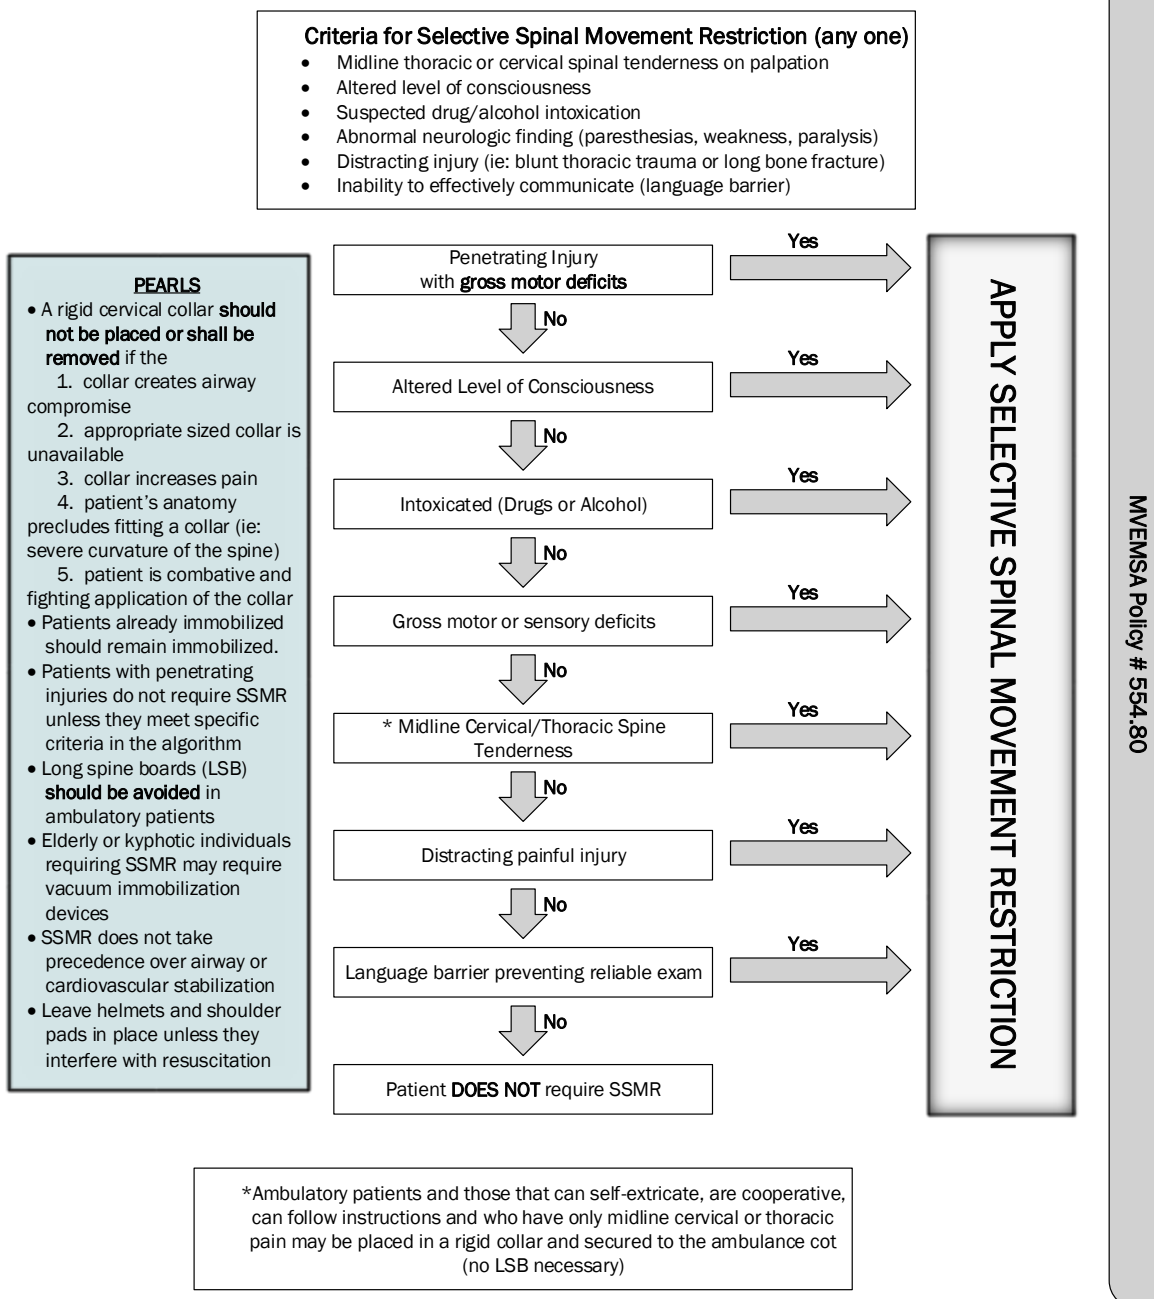 Criteria for Selective Spinal Movement Restriction (any one)
• Midline thoracic or cervical spinal tenderness on palpation
• Altered level of consciousness
• Suspected drug/alcohol intoxication
• Abnormal neurologic finding (paresthesias, weakness, paralysis)
• Distracting injury (ie: blunt thoracic trauma or long bone fracture)
• Inability to effectively communicate (language barrier)
PEARLS
• A rigid cervical collar should
not be placed or shall be
removed if the
1. collar creates airway
compromise
2. appropriate sized collar is
unavailable
3. collar increases pain
4. patient's anatomy
precludes fitting a collar (ie:
severe curvature of the spine)
5. patient is combative and
fighting application of the collar
• Patients already immobilized
should remain immobilized.
• Patients with penetrating
injuries do not require SSMR
unless they meet specific
criteria in the algorithm
• Long spine boards (LSB)
should be avoided in
ambulatory patients
• Elderly or kyphotic individuals
requiring SSMR may require
vacuum immobilization
devices
• SSMR does not take
precedence over airway or
cardiovascular stabilization
• Leave helmets and shoulder
pads in place unless they
interfere with resuscitation
Penetrating Injury
with gross motor deficits
Yes
No
Altered Level of Consciousness
Yes
No
Intoxicated (Drugs or Alcohol)
Yes
No
Gross motor or sensory deficits
Yes
No
* Midline Cervical/Thoracic Spine
Tenderness
Yes
No
Distracting painful injury
Yes
No
Language barrier preventing reliable exam
Yes
No
Patient DOES NOT require SSMR
APPLY SELECTIVE SPINAL MOVEMENT RESTRICTION
MVEMSA Policy # 554.80
*Ambulatory patients and those that can self-extricate, are cooperative,
can follow instructions and who have only midline cervical or thoracic
pain may be placed in a rigid collar and secured to the ambulance cot
(no LSB necessary)